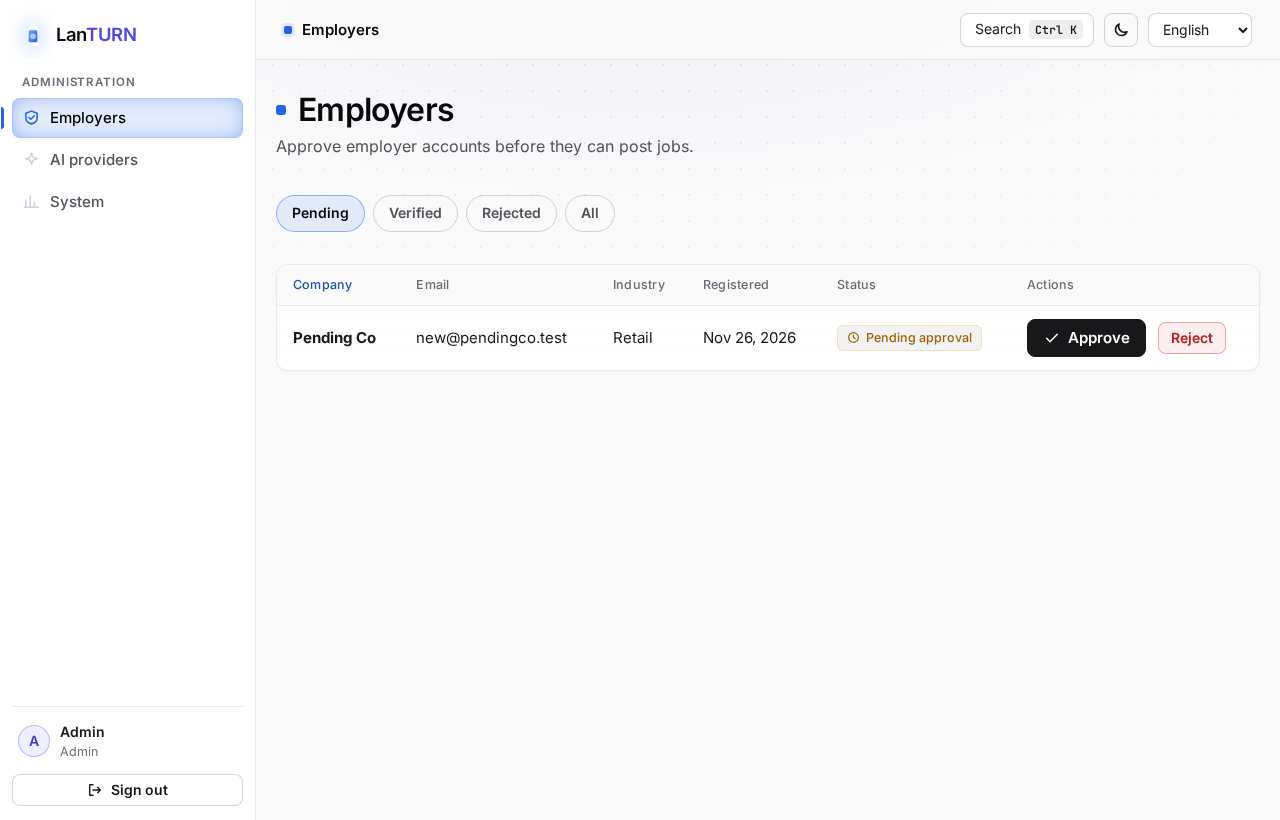 LanTURN
ADMINISTRATION
Employers
AI providers
System
Admin
A
Admin
Sign out
Employers
Search Ctrl K
English
Employers
Approve employer accounts before they can post jobs.
Pending Verified Rejected All
Company Email Industry Registered Status Actions
Pending Co new@pendingco.test Retail Nov 26, 2026 Pending approval Approve Reject